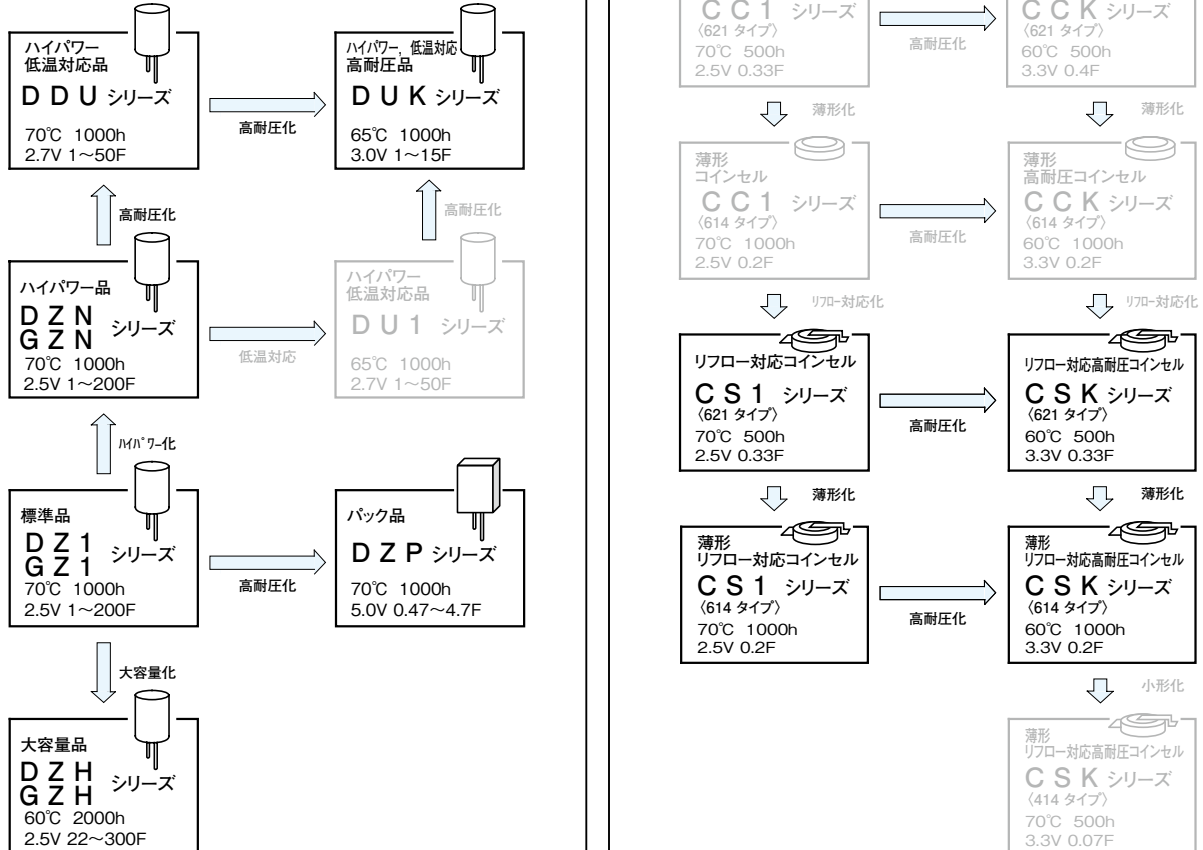 ハイパワー
低温対応品
DDU シリーズ
70℃ 1000h
2.7V 1～50F
高耐圧化
ハイパワー, 低温対応
高耐圧品
DUK シリーズ
65℃ 1000h
3.0V 1～15F
高耐圧化
高耐圧化
ハイパワー品
DZN
GZN
シリーズ
70℃ 1000h
2.5V 1～200F
低温対応
ハイパワー
低温対応品
DU1 シリーズ
65℃ 1000h
2.7V 1～50F
ﾊｲﾊﾟﾜｰ化
標準品
DZ1
GZ1
シリーズ
70℃ 1000h
2.5V 1～200F
高耐圧化
パック品
DZP シリーズ
70℃ 1000h
5.0V 0.47～4.7F
大容量化
大容量品
DZH
GZH
シリーズ
60℃ 2000h
2.5V 22～300F
CC1 シリーズ
〈621 タイプ〉
70℃ 500h
2.5V 0.33F
高耐圧化
CCK シリーズ
〈621 タイプ〉
60℃ 500h
3.3V 0.4F
薄形化
薄形化
薄形
コインセル
CC1 シリーズ
〈614 タイプ〉
70℃ 1000h
2.5V 0.2F
高耐圧化
薄形
高耐圧コインセル
CCK シリーズ
〈614 タイプ〉
60℃ 1000h
3.3V 0.2F
ﾘﾌﾛｰ対応化
ﾘﾌﾛｰ対応化
リフロー対応コインセル
CS1 シリーズ
〈621 タイプ〉
70℃ 500h
2.5V 0.33F
高耐圧化
リフロー対応高耐圧コインセル
CSK シリーズ
〈621 タイプ〉
60℃ 500h
3.3V 0.33F
薄形化
薄形化
薄形
リフロー対応コインセル
CS1 シリーズ
〈614 タイプ〉
70℃ 1000h
2.5V 0.2F
高耐圧化
薄形
リフロー対応高耐圧コインセル
CSK シリーズ
〈614 タイプ〉
60℃ 1000h
3.3V 0.2F
小形化
薄形
リフロー対応高耐圧コインセル
CSK シリーズ
〈414 タイプ〉
70℃ 500h
3.3V 0.07F